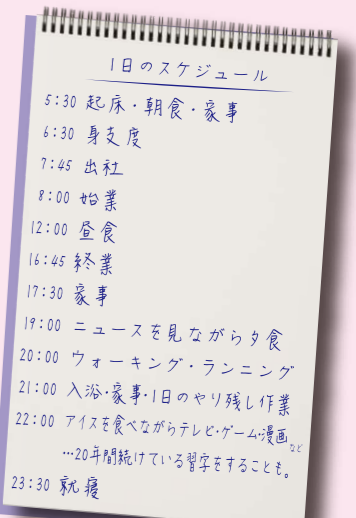 1日のスケジュール
5:30 起床・朝食・家事
6:30 身支度
7:45 出社
8:00 始業
12:00 昼食
16:45 終業
17:30 家事
19:00 ニュースを見ながら夕食
20:00 ウォーキング・ランニング
21:00 入浴・家事・1日のやり残し作業
22:00 アイスを食べながらテレビ・ゲーム・漫画など
…20年間続けている習字をすることも。
23:30 就寝